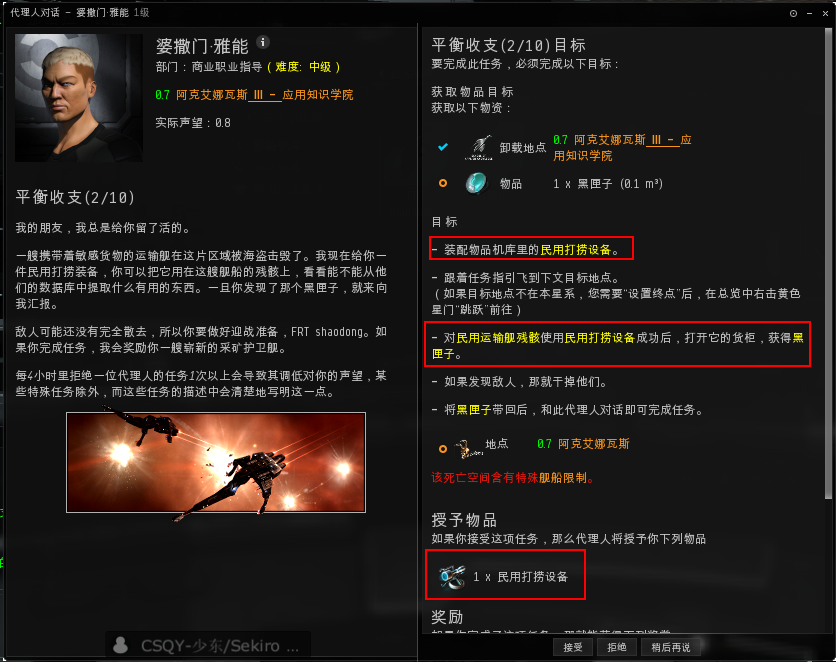 代理人对话 - 婆撒门·雅能 1级
婆撒门·雅能
部门：商业职业指导（难度: 中级 ）
0.7 阿克艾娜瓦斯 III - 应用知识学院
实际声望：0.8
平衡收支(2/10)
我的朋友，我总是给你留了活的。
一艘携带着敏感货物的运输舰在这片区域被海盗击毁了。我现在给你一
件民用打捞装备，你可以把它用在这艘舰船的残骸上，看看能不能从他
们的数据库中提取什么有用的东西。一旦你发现了那个黑匣子，就来向
我汇报。
敌人可能还没有完全散去，所以你要做好迎战准备，FRT shaodong。如
果你完成任务，我会奖励你一艘崭新的采矿护卫舰。
每4小时里拒绝一位代理人的任务1次以上会导致其调低对你的声望，某
些特殊任务除外，而这些任务的描述中会清楚地写明这一点。
平衡收支(2/10)目标
要完成此任务，必须完成以下目标：
获取物品目标
获取以下物资：
卸载地点 0.7 阿克艾娜瓦斯 III - 应
用知识学院
物品 1 x 黑匣子（0.1 m³）
目标
- 装配物品机库里的民用打捞设备。
- 跟着任务指引飞到下文目标地点。
（如果目标地点不在本星系，您需要“设置终点”后，在总览中右击黄色
星门“跳跃”前往）
- 对民用运输舰残骸使用民用打捞设备成功后，打开它的货柜，获得黑
匣子。
- 如果发现敌人，那就干掉他们。
- 将黑匣子带回后，和此代理人对话即可完成任务。
地点 0.7 阿克艾娜瓦斯
该死亡空间含有特殊舰船限制。
授予物品
如果你接受这项任务，那么代理人将授予你下列物品
1 x 民用打捞设备
奖励
接受 拒绝 稍后再说
CSQY-少东/Sekiro ...